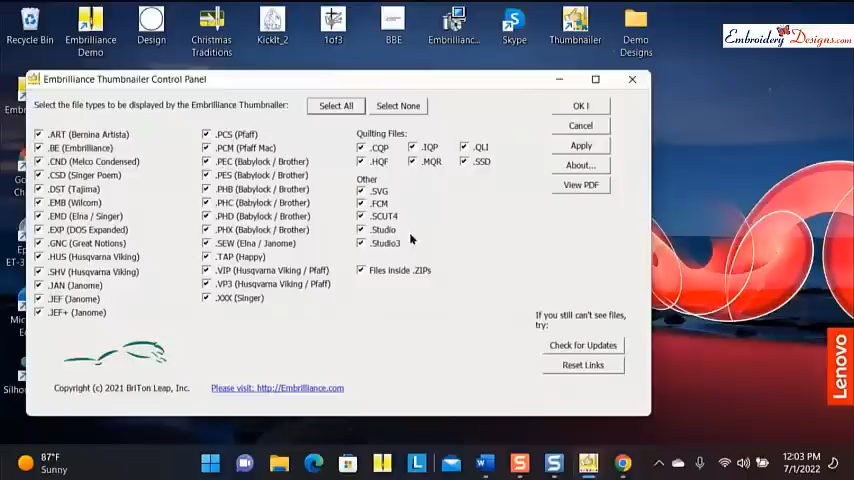 Recycle Bin
Embrilliance Demo
Design
Christmas Traditions
KickIt_2
1of3
BBE
Embrillianc...
Skype
Thumbnailer
Demo Designs
EmbroideryDesigns.com
Embrilliance Thumbnailer Control Panel
Select the file types to be displayed by the Embrilliance Thumbnailer:
Select All
Select None
.ART (Bernina Artista)
.BE (Embrilliance)
.CND (Melco Condensed)
.CSD (Singer Poem)
.DST (Tajima)
.EMB (Wilcom)
.EMD (Elna / Singer)
.EXP (DOS Expanded)
.GNC (Great Notions)
.HUS (Husqvarna Viking)
.SHV (Husqvarna Viking)
.JAN (Janome)
.JEF (Janome)
.JEF+ (Janome)
.PCS (Pfaff)
.PCM (Pfaff Mac)
.PEC (Babylock / Brother)
.PES (Babylock / Brother)
.PHB (Babylock / Brother)
.PHC (Babylock / Brother)
.PHD (Babylock / Brother)
.PHX (Babylock / Brother)
.SEW (Elna / Janome)
.TAP (Happy)
.VIP (Husqvarna Viking / Pfaff)
.VP3 (Husqvarna Viking / Pfaff)
.XXX (Singer)
Quilting Files:
.CQP .IQP .QLI
.HQF .MQR .SSD
Other
.SVG
.FCM
.SCUT4
.Studio
.Studio3
Files inside .ZIPs
OK !
Cancel
Apply
About...
View PDF
If you still can't see files, try:
Check for Updates
Reset Links
Copyright (c) 2021 BriTon Leap, Inc.
Please visit: http://Embrilliance.com
Lenovo
87°F
Sunny
12:03 PM
7/1/2022